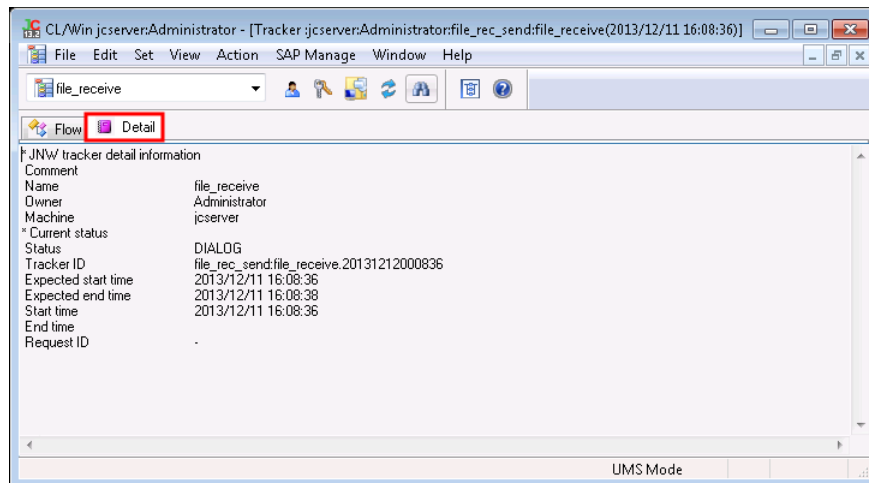 CL/Win jcserver:Administrator - [Tracker :jcserver:Administrator:file_rec_send:file_receive(2013/12/11 16:08:36)]
File Edit Set View Action SAP Manage Window Help
file_receive
Flow Detail
* JNW tracker detail information
Comment
Name file_receive
Owner Administrator
Machine jcserver
* Current status
Status DIALOG
Tracker ID file_rec_send:file_receive.20131212000836
Expected start time 2013/12/11 16:08:36
Expected end time 2013/12/11 16:08:38
Start time 2013/12/11 16:08:36
End time
Request ID -
UMS Mode